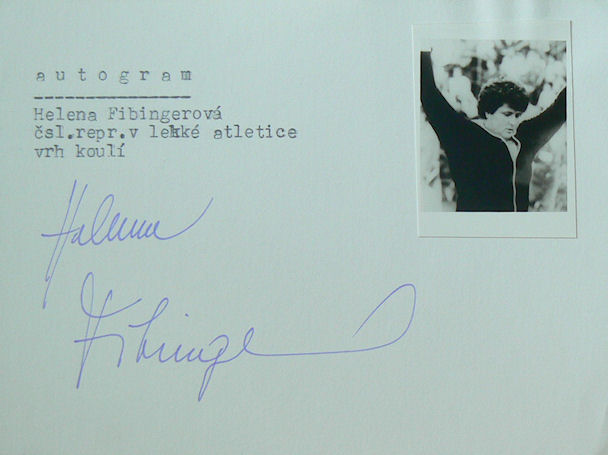 autogram
Helena Fibingerová
čsl.repr.v lekké atletice
vrh koulí
Helena
Fibinger